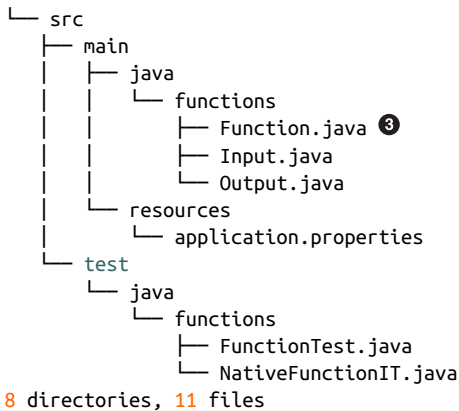 └── src
    ├── main
    │   ├── java
    │   │   └── functions
    │   │       ├── Function.java ❸
    │   │       ├── Input.java
    │   │       └── Output.java
    │   └── resources
    │       └── application.properties
    └── test
        └── java
            └── functions
                ├── FunctionTest.java
                └── NativeFunctionIT.java
8 directories, 11 files